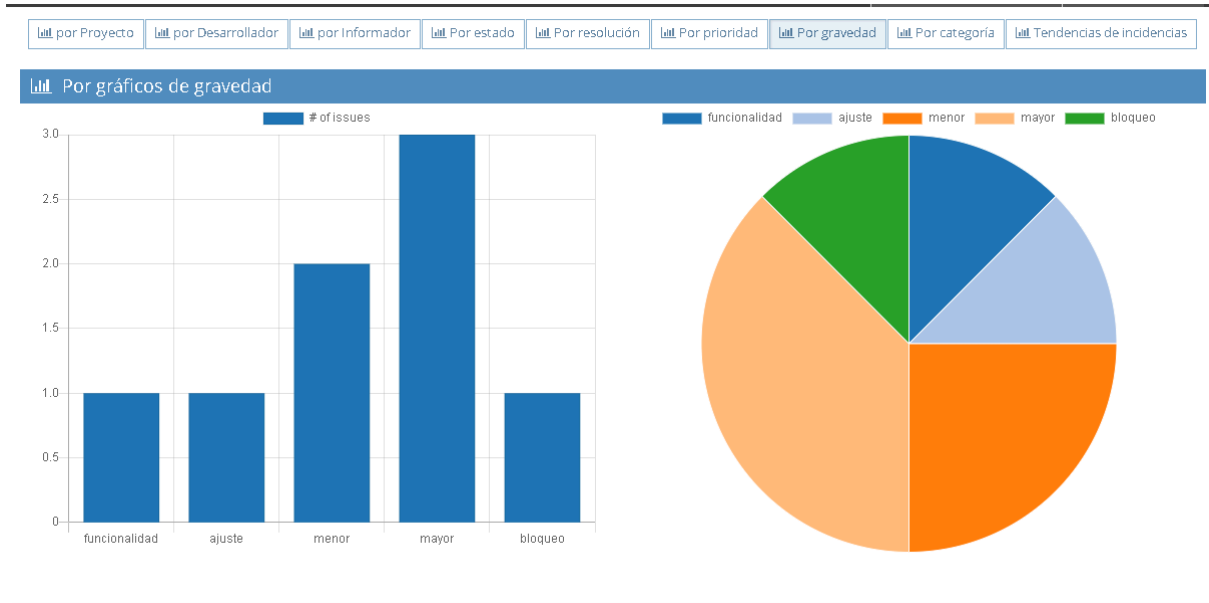 por Proyecto por Desarrollador por Informador Por estado Por resolución Por prioridad Por gravedad Por categoría Tendencias de incidencias
Por gráficos de gravedad
# of issues
3.0
2.5
2.0
1.5
1.0
0.5
0
funcionalidad ajuste menor mayor bloqueo
funcionalidad ajuste menor mayor bloqueo